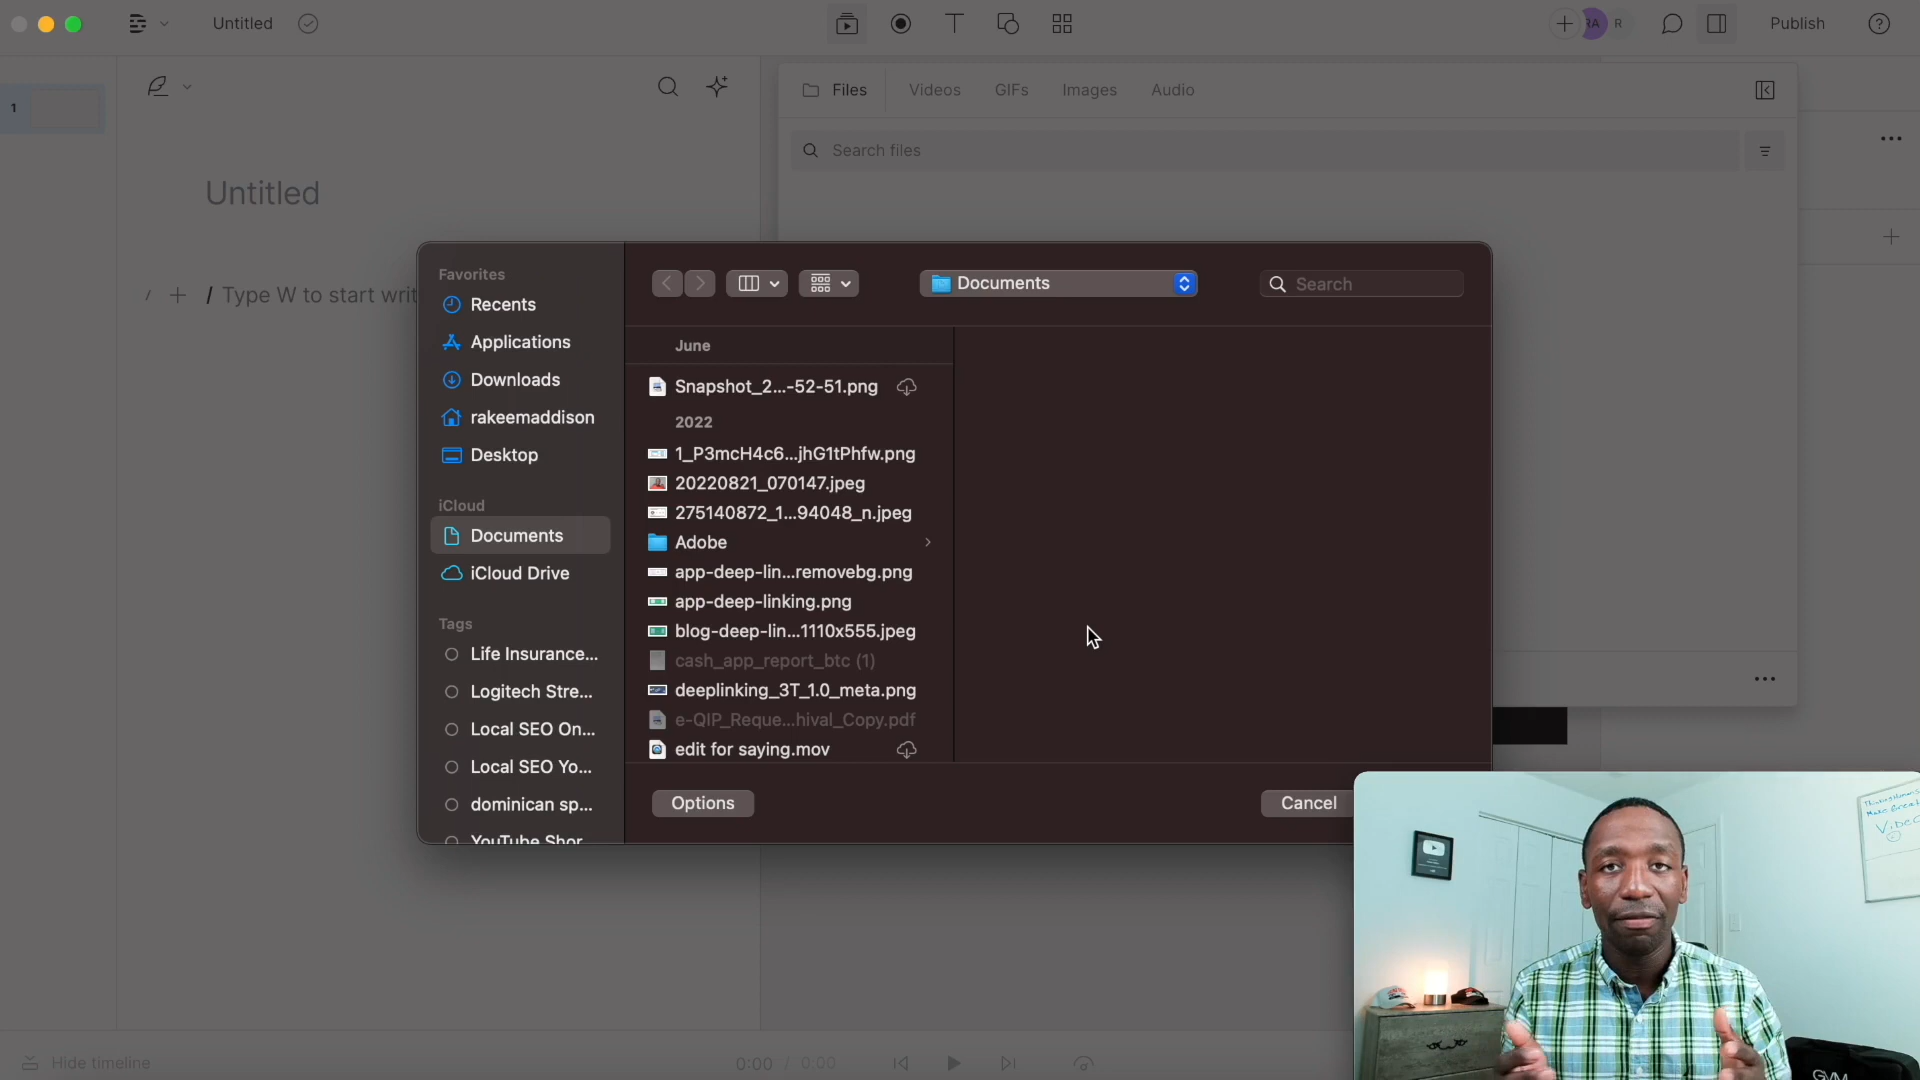 Untitled
RA
R
Publish
1
Files
Videos
GIFs
Images
Audio
Search files
Untitled
/ + / Type W to start writ
Favorites
Recents
Applications
Downloads
rakeemaddison
Desktop
iCloud
Documents
iCloud Drive
Tags
Life Insurance...
Logitech Stre...
Local SEO On...
Local SEO Yo...
dominican sp...
YouTube Shor
Documents
Search
June
Snapshot_2...-52-51.png
2022
1_P3mcH4c6...jhG1tPhfw.png
20220821_070147.jpeg
275140872_1...94048_n.jpeg
Adobe
app-deep-lin...removebg.png
app-deep-linking.png
blog-deep-lin...1110x555.jpeg
cash_app_report_btc (1)
deeplinking_3T_1.0_meta.png
e-QIP_Reque...hival_Copy.pdf
edit for saying.mov
Options
Cancel
Hide timeline
0:00 / 0:00